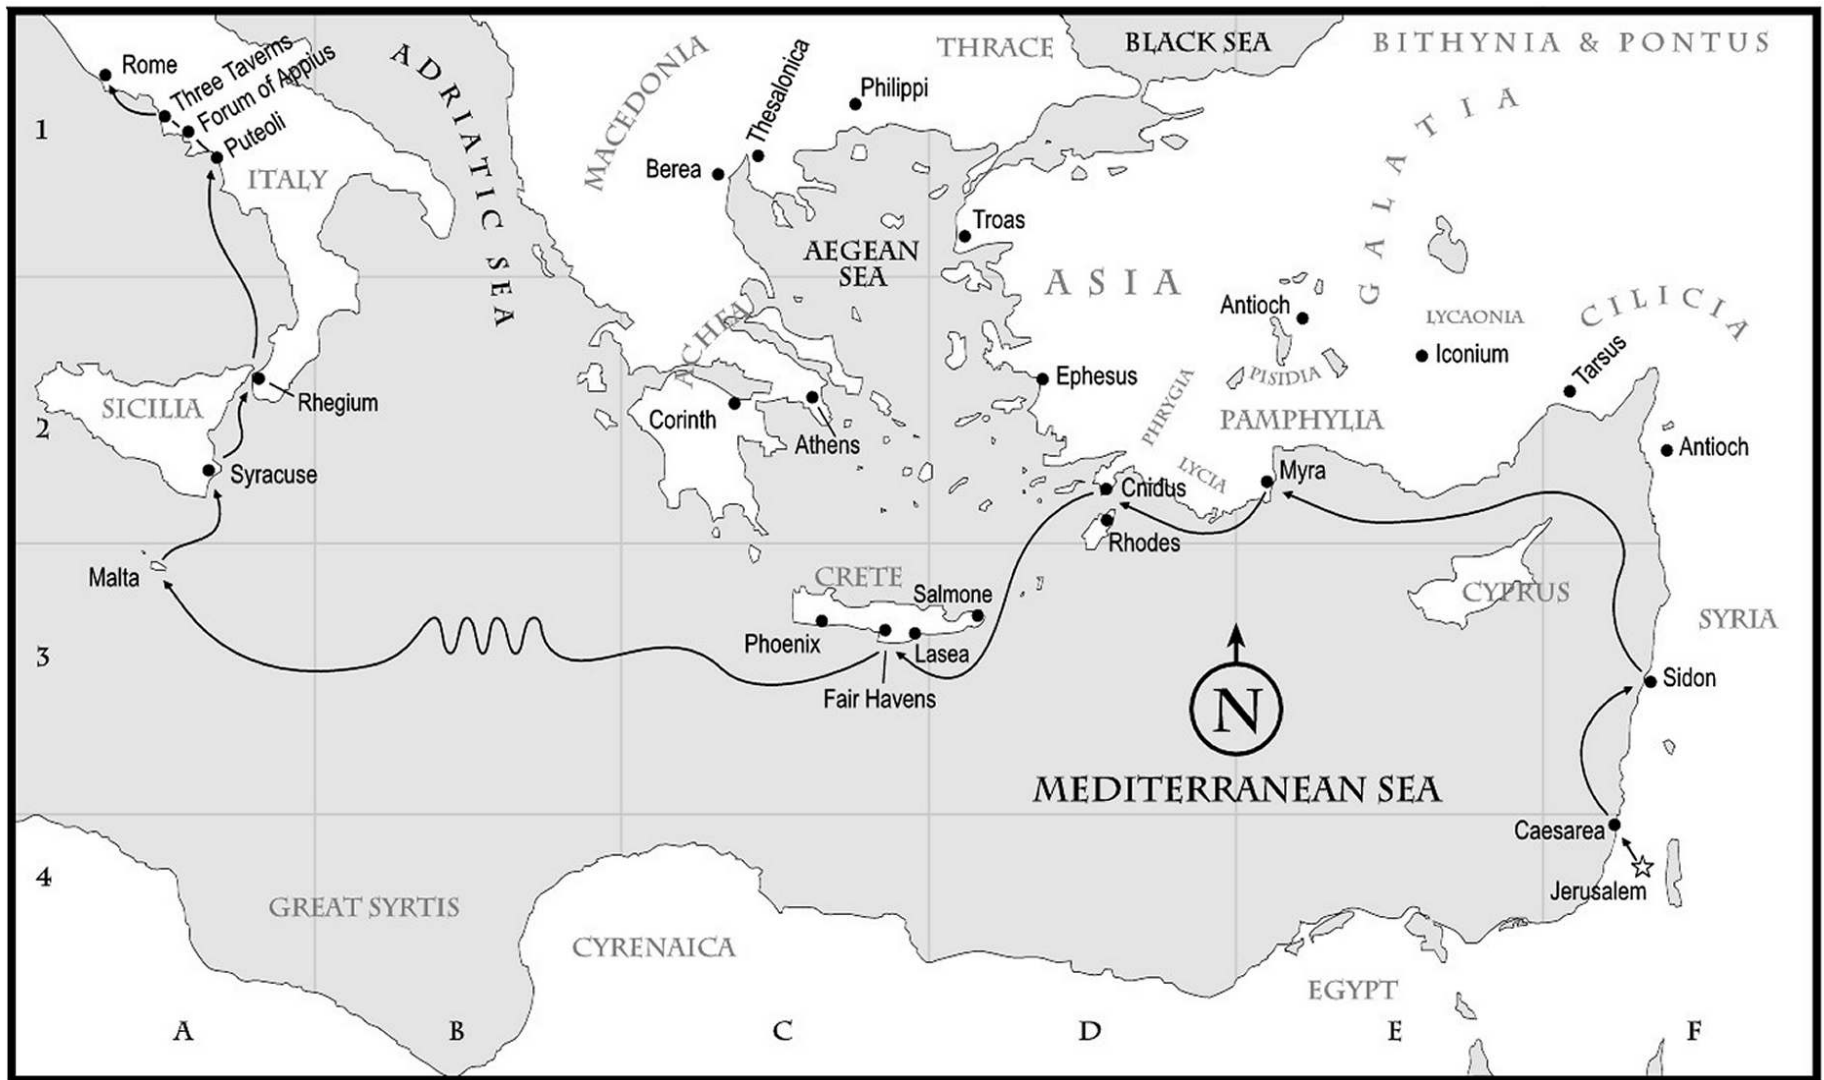 ADRIATIC SEA
MACEDONIA
THRACE
BLACK SEA
BITHYNIA & PONTUS
Rome
Three Taverns
Forum of Appius
Puteoli
ITALY
Thesalonica
Philippi
Berea
GALATIA
1
Troas
AEGEAN
SEA
ASIA
Antioch
LYCAONIA
CILICIA
ACHEA
Iconium
Tarsus
Ephesus
PISIDIA
PHRYGIA
PAMPHYLIA
SICILIA
Rhegium
2
Corinth
Athens
Antioch
Syracuse
LYCIA
Myra
Cnidus
Rhodes
Malta
CRETE
Salmone
CYPRUS
SYRIA
3
Phoenix
Lasea
Fair Havens
Sidon
N
MEDITERRANEAN SEA
Caesarea
4
Jerusalem
GREAT SYRTIS
CYRENAICA
EGYPT
A
B
C
D
E
F